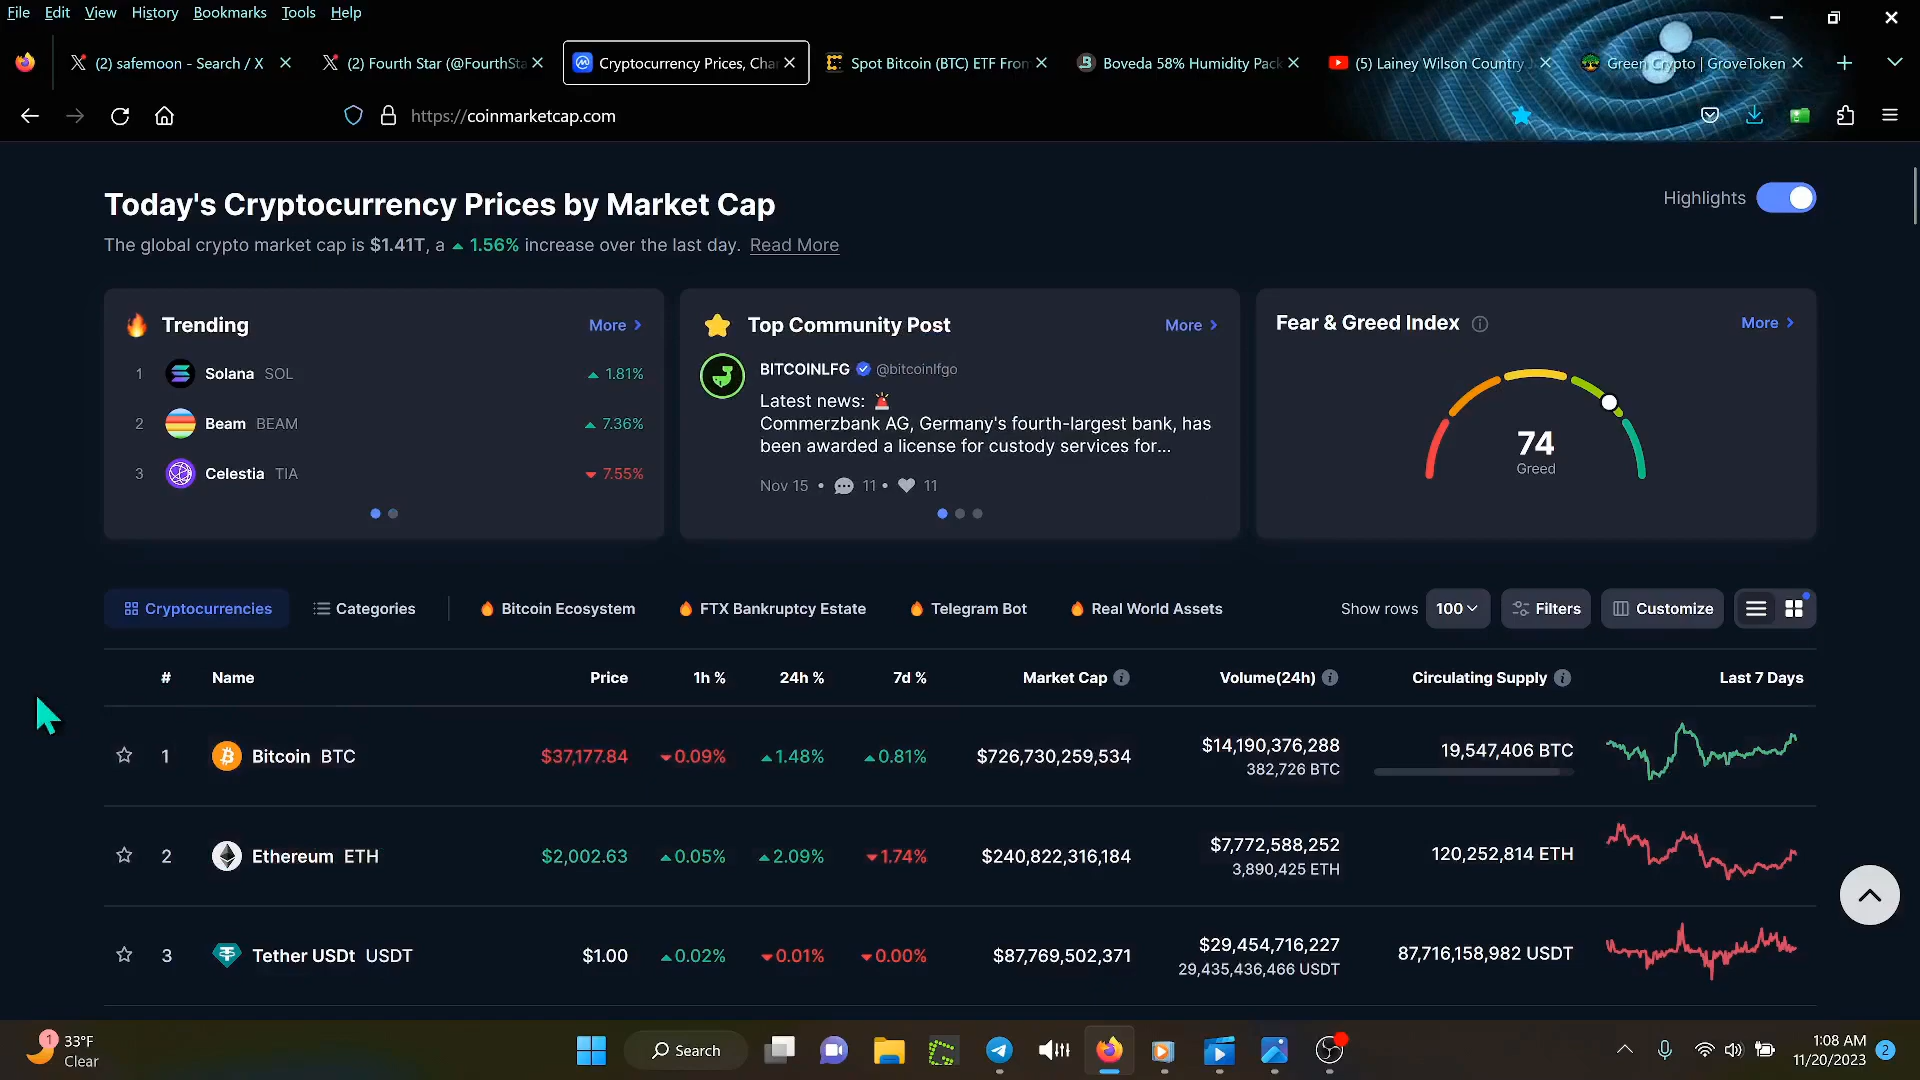 File Edit View History Bookmarks Tools Help
(2) safemoon - Search / X
(2) Fourth Star (@FourthSta
Cryptocurrency Prices, Char
Spot Bitcoin (BTC) ETF From
Boveda 58% Humidity Pack
(5) Lainey Wilson Country
Green Crypto | GroveToken
https://coinmarketcap.com
Today's Cryptocurrency Prices by Market Cap
Highlights
The global crypto market cap is $1.41T, a 1.56% increase over the last day. Read More
Trending
More
1 Solana SOL 1.81%
2 Beam BEAM 7.36%
3 Celestia TIA 7.55%
Top Community Post
More
BITCOINLFG @bitcoinlfgo
Latest news:
Commerzbank AG, Germany's fourth-largest bank, has
been awarded a license for custody services for...
Nov 15 • 11 • 11
Fear & Greed Index
More
74
Greed
Cryptocurrencies Categories Bitcoin Ecosystem FTX Bankruptcy Estate Telegram Bot Real World Assets Show rows 100 Filters Customize
# Name Price 1h % 24h % 7d % Market Cap Volume(24h) Circulating Supply Last 7 Days
1 Bitcoin BTC $37,177.84 0.09% 1.48% 0.81% $726,730,259,534 $14,190,376,288 19,547,406 BTC
382,726 BTC
2 Ethereum ETH $2,002.63 0.05% 2.09% 1.74% $240,822,316,184 $7,772,588,252 120,252,814 ETH
3,890,425 ETH
3 Tether USDt USDT $1.00 0.02% 0.01% 0.00% $87,769,502,371 $29,454,716,227 87,716,158,982 USDT
29,435,436,466 USDT
1
33°F
Clear
Search
1:08 AM
11/20/2023
2